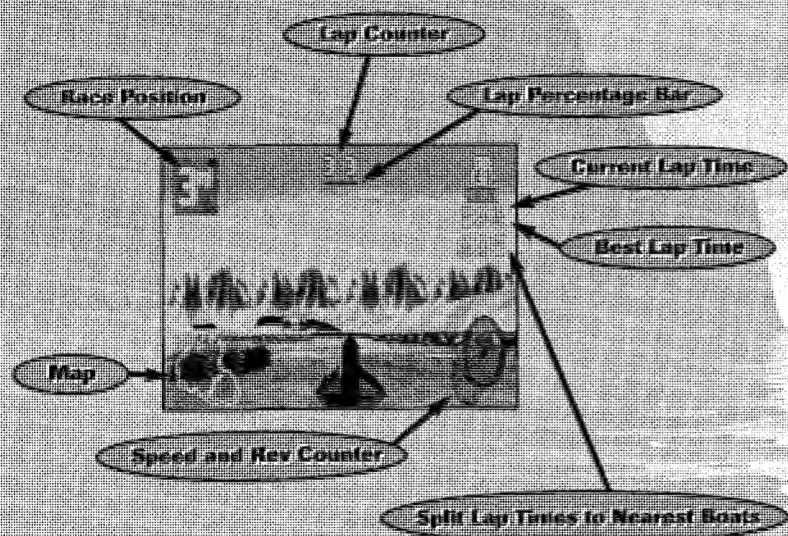 Lap Counter
Race Position
Lap Percentage Bar
Current Lap Time
Best Lap Time
Map
Speed and Rev Counter
Split Lap Times to Nearest Boats